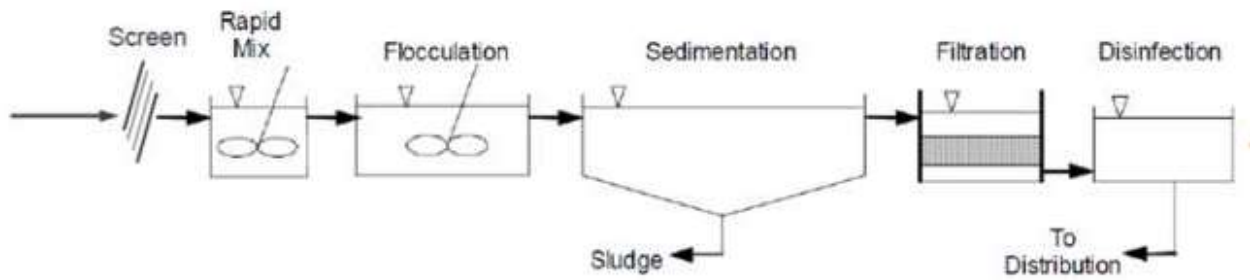 Screen
Rapid
Mix
Flocculation
Sedimentation
Filtration
Disinfection
Sludge
To
Distribution